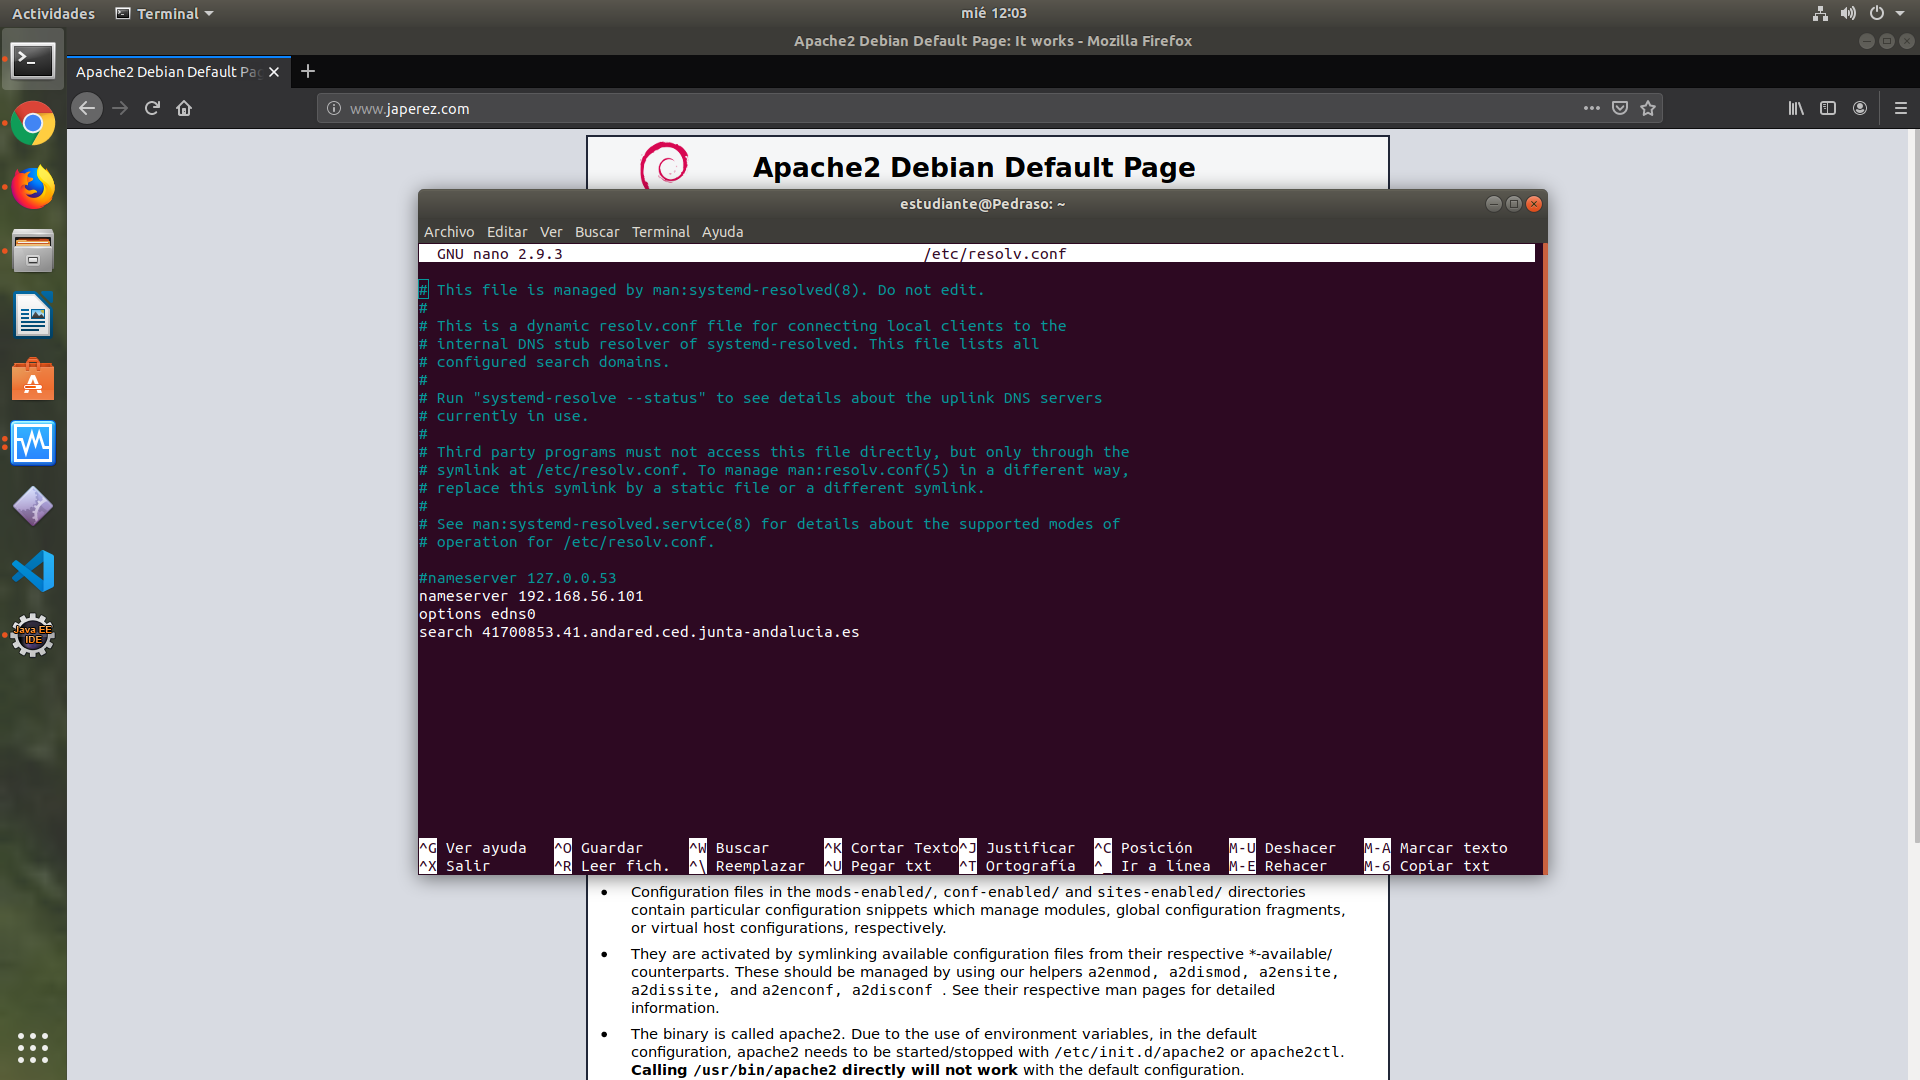 Actividades
Terminal
mié 12:03
Apache2 Debian Default Page: It works - Mozilla Firefox
Apache2 Debian Default Pag
www.japerez.com
Apache2 Debian Default Page
estudiante@Pedraso: ~
Archivo Editar Ver Buscar Terminal Ayuda
GNU nano 2.9.3 /etc/resolv.conf
# This file is managed by man:systemd-resolved(8). Do not edit.
#
# This is a dynamic resolv.conf file for connecting local clients to the
# internal DNS stub resolver of systemd-resolved. This file lists all
# configured search domains.
#
# Run "systemd-resolve --status" to see details about the uplink DNS servers
# currently in use.
#
# Third party programs must not access this file directly, but only through the
# symlink at /etc/resolv.conf. To manage man:resolv.conf(5) in a different way,
# replace this symlink by a static file or a different symlink.
#
# See man:systemd-resolved.service(8) for details about the supported modes of
# operation for /etc/resolv.conf.
#nameserver 127.0.0.53
nameserver 192.168.56.101
options edns0
search 41700853.41.andared.ced.junta-andalucia.es
^G Ver ayuda ^O Guardar ^W Buscar ^K Cortar Texto ^J Justificar ^C Posición M-U Deshacer M-A Marcar texto
^X Salir ^R Leer fich. ^\ Reemplazar ^U Pegar txt ^T Ortografía ^_ Ir a línea M-E Rehacer M-6 Copiar txt
Java EE
IDE
• Configuration files in the mods-enabled/, conf-enabled/ and sites-enabled/ directories
contain particular configuration snippets which manage modules, global configuration fragments,
or virtual host configurations, respectively.
• They are activated by symlinking available configuration files from their respective *-available/
counterparts. These should be managed by using our helpers a2enmod, a2dismod, a2ensite,
a2dissite, and a2enconf, a2disconf . See their respective man pages for detailed
information.
• The binary is called apache2. Due to the use of environment variables, in the default
configuration, apache2 needs to be started/stopped with /etc/init.d/apache2 or apache2ctl.
Calling /usr/bin/apache2 directly will not work with the default configuration.